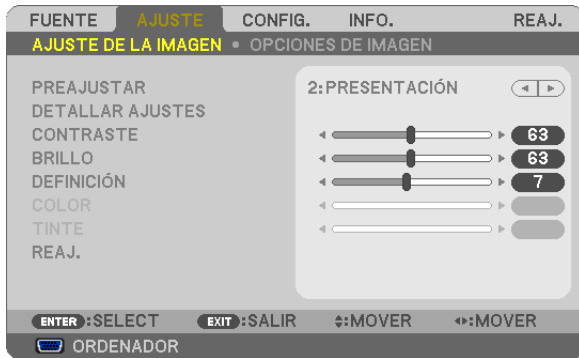 FUENTE AJUSTE CONFIG. INFO. REAJ.
AJUSTE DE LA IMAGEN • OPCIONES DE IMAGEN
PREAJUSTAR 2:PRESENTACIÓN
DETALLAR AJUSTES
CONTRASTE 63
BRILLO 63
DEFINICIÓN 7
COLOR
TINTE
REAJ.
ENTER:SELECT EXIT:SALIR :MOVER :MOVER
ORDENADOR